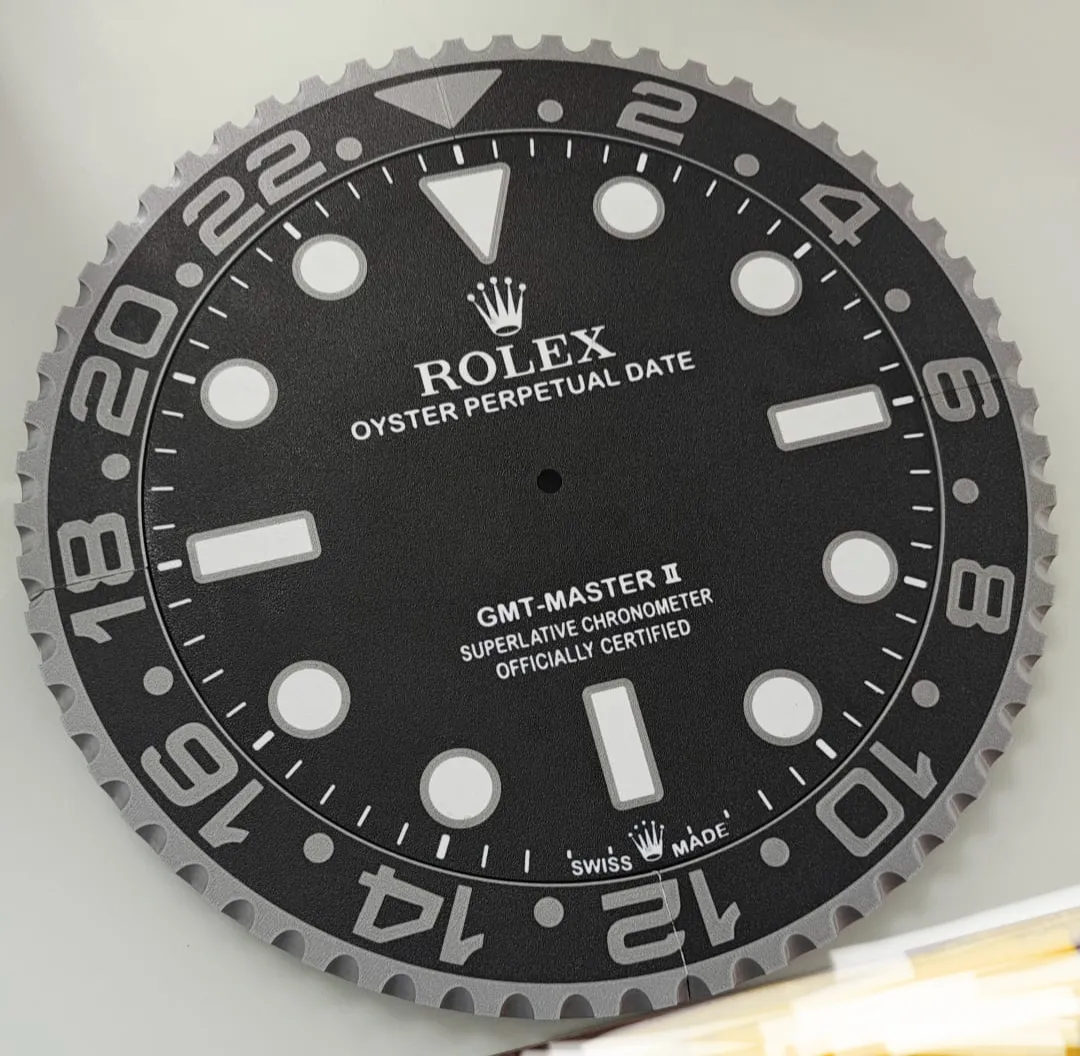 2
4
6
8
10
12
14
16
18
20
22
ROLEX
OYSTER PERPETUAL DATE
GMT-MASTER II
SUPERLATIVE CHRONOMETER
OFFICIALLY CERTIFIED
SWISS MADE